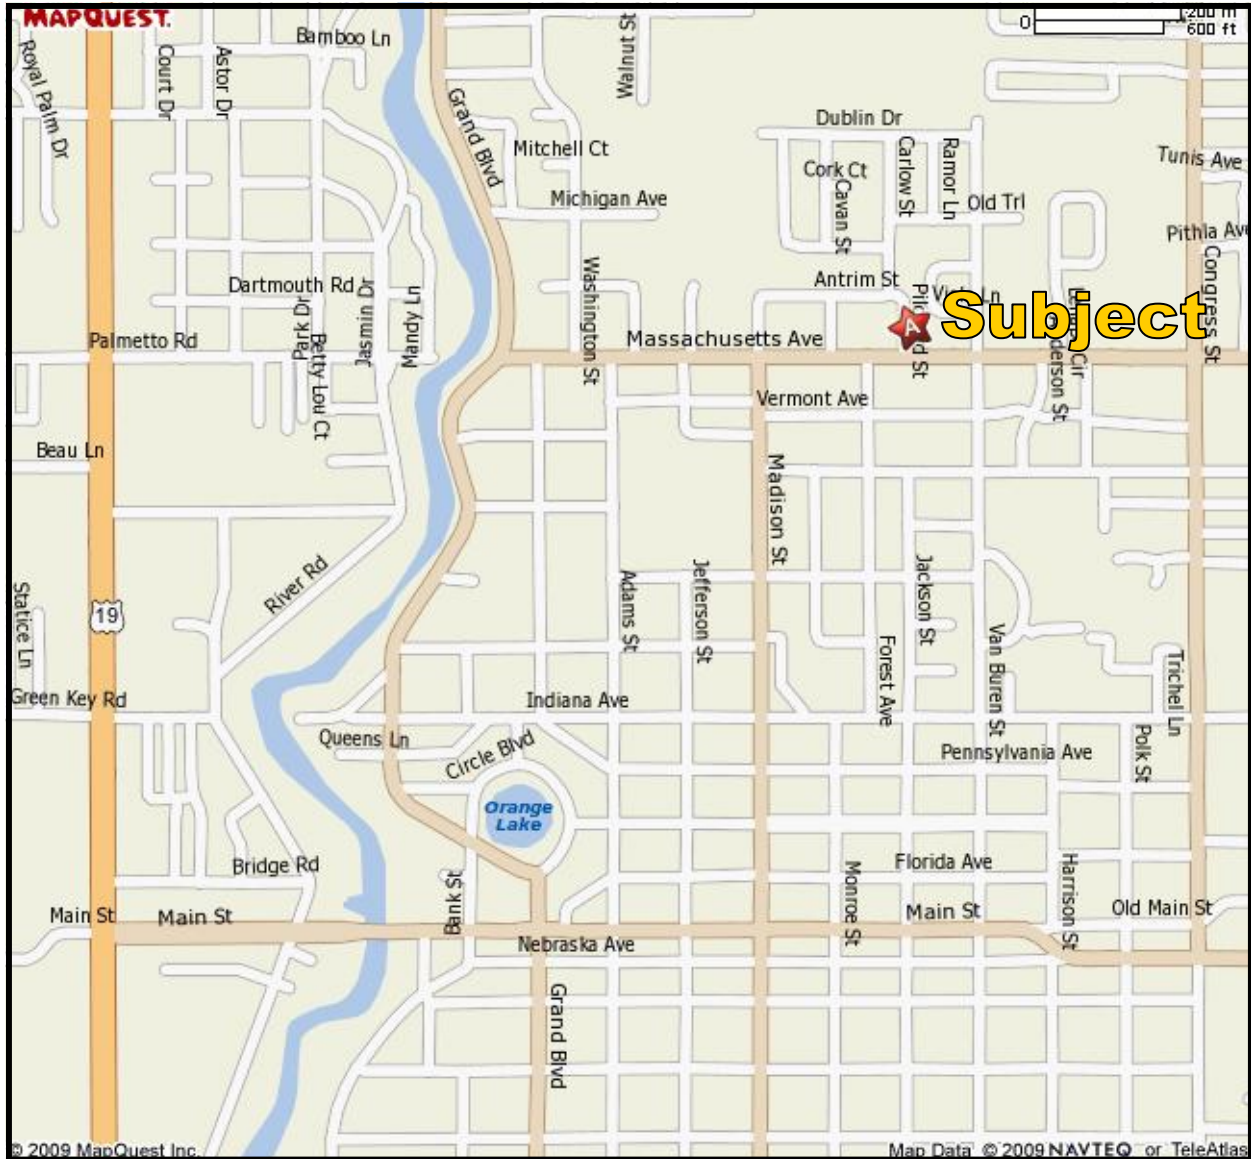 MAPQUEST.
200 m
0
600 ft
Bamboo Ln
Walnut St
Royal Palm Dr
Court Dr
Astor Dr
Grand Blvd
Dublin Dr
Mitchell Ct
Cork Ct
Carlow St
Ramor Ln
Tunis Ave
Michigan Ave
Cavan St
Old Trl
Pithla Ave
Congress St
Washington St
Antrim St
Dartmouth Rd
Park Dr
Jasmin Dr
Mandy Ln
A
Subject
Palmetto Rd
Patty Lou Ct
Massachusetts Ave
Vermont Ave
Beau Ln
Madison St
River Rd
Statice Ln
19
Adams St
Jefferson St
Jackson St
Forest Ave
Van Buren St
Trichel Ln
Green Key Rd
Indiana Ave
Queens Ln
Circle Blvd
Pennsylvania Ave
Polk St
Orange
Lake
Bridge Rd
Bank St
Florida Ave
Monroe St
Harrison St
Main St
Main St
Main St
Old Main St
Nebraska Ave
Grand Blvd
© 2009 MapQuest Inc.
Map Data © 2009 NAVTEQ or TeleAtlas